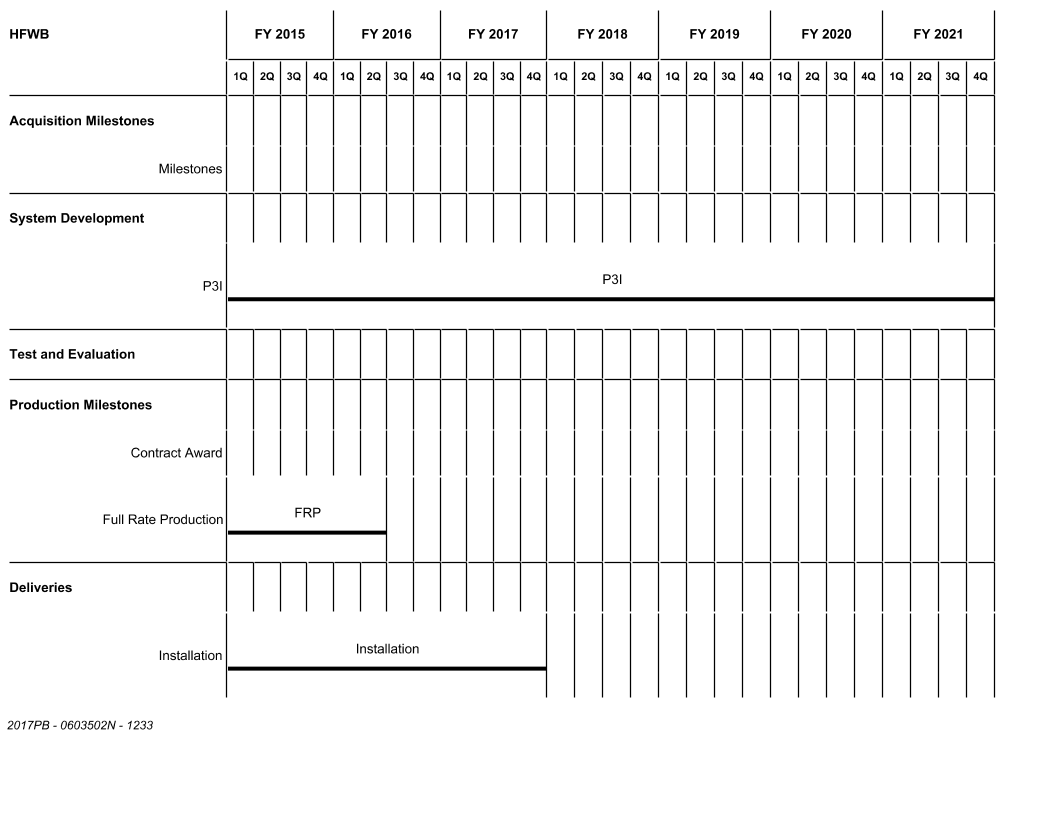 HFWB FY 2015 FY 2016 FY 2017 FY 2018 FY 2019 FY 2020 FY 2021
1Q 2Q 3Q 4Q 1Q 2Q 3Q 4Q 1Q 2Q 3Q 4Q 1Q 2Q 3Q 4Q 1Q 2Q 3Q 4Q 1Q 2Q 3Q 4Q 1Q 2Q 3Q 4Q
Acquisition Milestones
Milestones
System Development
P3I
P3I
Test and Evaluation
Production Milestones
Contract Award
FRP
Full Rate Production
Deliveries
Installation
Installation
2017PB - 0603502N - 1233